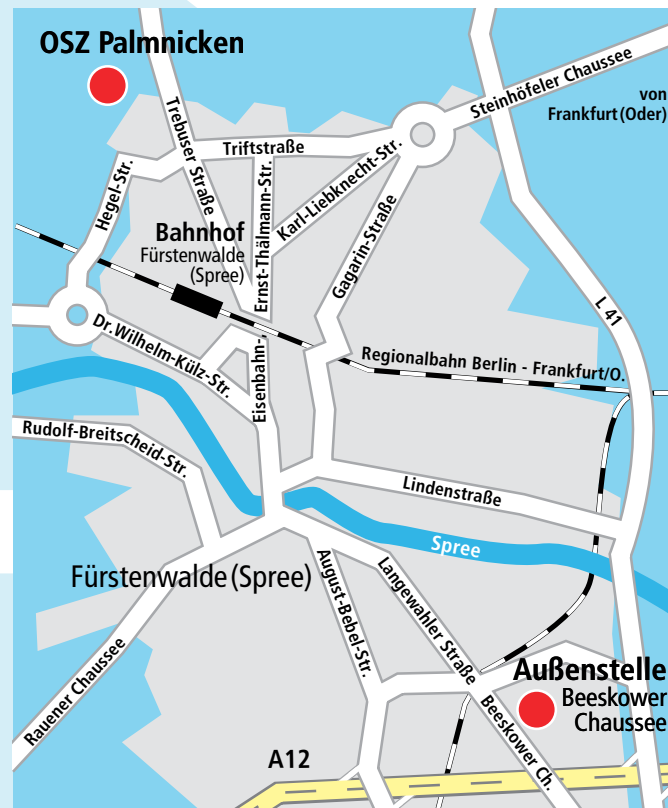 OSZ Palmnicken
Steinhöfeler Chaussee
von
Frankfurt (Oder)
Trebuser Straße
Triftstraße
Karl-Liebknecht-Str.
Ernst-Thälmann-Str.
Hegel-Str.
Gagarin-Straße
Bahnhof
Fürstenwalde
(Spree)
L 41
Dr.Wilhelm-Külz-Str.
Eisenbahn-
Regionalbahn Berlin - Frankfurt/O.
Rudolf-Breitscheid-Str.
Lindenstraße
Spree
Fürstenwalde (Spree)
August-Bebel-Str.
Langewahler Straße
Rauener Chaussee
Außenstelle
Beeskower
Chaussee
Beeskower Ch.
A12